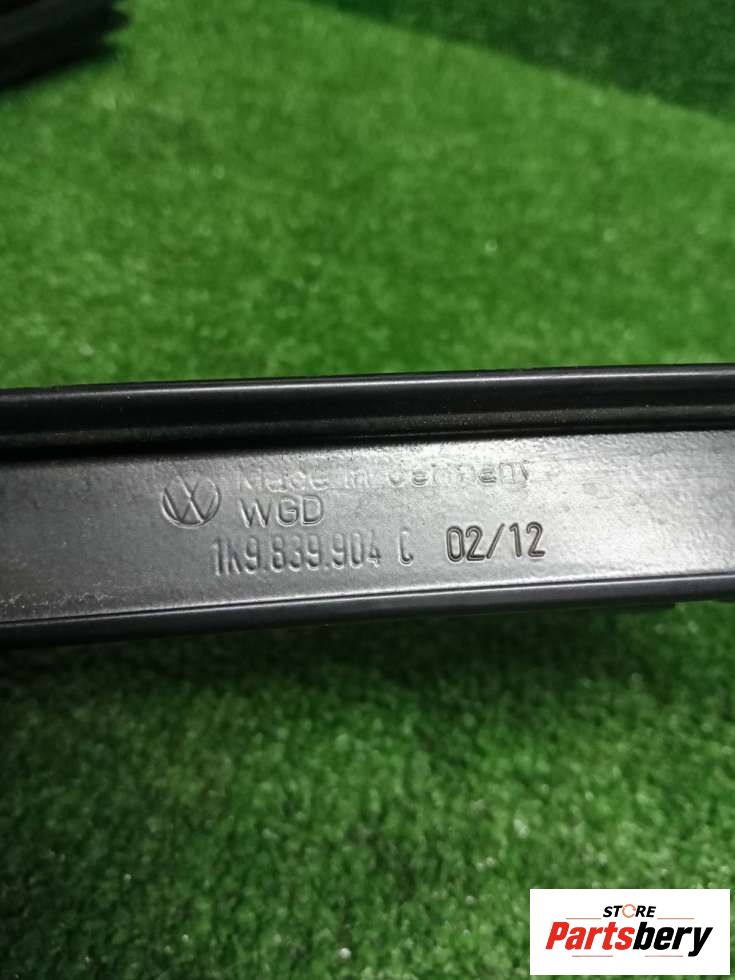 Made in Germany
WGD
1K9.839.904 C 02/12
STORE
Partsbery